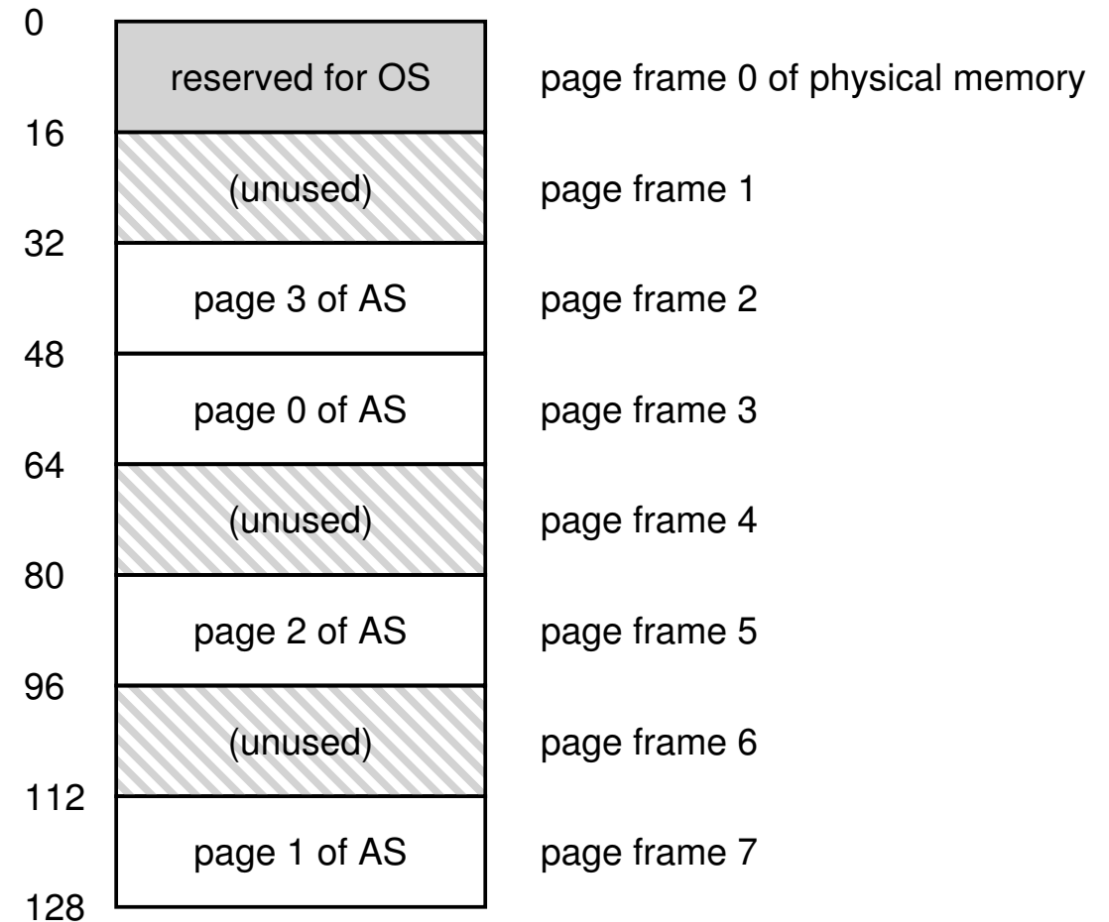 0
reserved for OS page frame 0 of physical memory
16
(unused) page frame 1
32
page 3 of AS page frame 2
48
page 0 of AS page frame 3
64
(unused) page frame 4
80
page 2 of AS page frame 5
96
(unused) page frame 6
112
page 1 of AS page frame 7
128